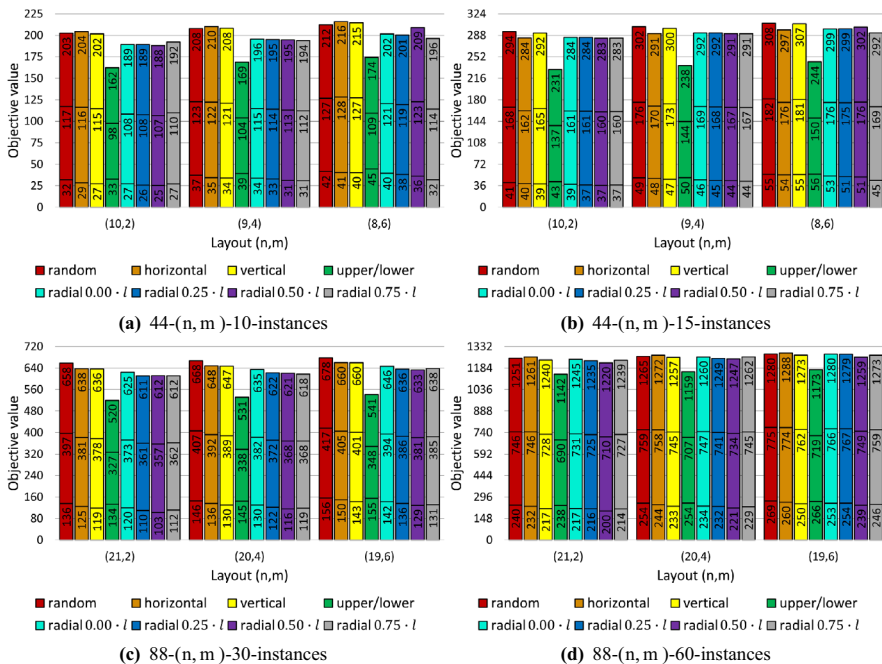 250
225
200
175
150
125
100
75
50
25
0
Objective value
203 204 202 162 189 189 188 192
117 116 115 98 108 108 107 110
32 29 27 33 27 26 25 27
208 210 208 169 196 195 195 194
123 122 121 104 115 114 113 112
37 35 34 39 34 33 31 31
212 216 215 174 202 201 209 196
127 128 127 109 121 119 123 114
42 41 40 45 40 38 36 32
(10,2) (9,4) (8,6)
Layout (n,m)
random horizontal vertical upper/lower
radial 0.00 · l radial 0.25 · l radial 0.50 · l radial 0.75 · l
(a) 44-(n, m )-10-instances
324
288
252
216
180
144
108
72
36
0
Objective value
294 284 292 231 284 284 283 283
168 162 165 137 161 161 160 160
41 40 39 43 39 37 37 37
302 291 300 238 292 292 291 291
176 170 173 144 169 168 167 167
49 48 47 50 46 45 44 44
308 297 307 244 299 299 302 292
182 176 181 150 176 175 176 169
55 54 55 56 53 51 51 45
(10,2) (9,4) (8,6)
Layout (n,m)
random horizontal vertical upper/lower
radial 0.00 · l radial 0.25 · l radial 0.50 · l radial 0.75 · l
(b) 44-(n, m )-15-instances
720
640
560
480
400
320
240
160
80
0
Objective value
658 638 636 520 625 611 612 612
397 381 378 327 373 361 357 362
136 125 119 134 120 110 103 112
668 648 647 531 635 622 621 618
407 392 389 338 382 372 368 368
146 136 130 145 130 122 116 119
678 660 660 541 646 636 633 638
417 405 401 348 394 386 381 385
156 150 143 155 142 136 129 131
(21,2) (20,4) (19,6)
Layout (n,m)
random horizontal vertical upper/lower
radial 0.00 · l radial 0.25 · l radial 0.50 · l radial 0.75 · l
(c) 88-(n, m )-30-instances
1332
1184
1036
888
740
592
444
296
148
0
Objective value
1251 1261 1240 1142 1245 1235 1220 1239
746 746 728 690 731 725 710 727
240 232 217 238 217 216 200 214
1265 1272 1257 1159 1260 1249 1247 1262
759 758 745 707 747 741 734 745
254 244 233 254 234 232 221 229
1280 1288 1273 1173 1280 1279 1259 1273
775 774 762 719 766 767 749 759
269 260 250 266 253 254 239 246
(21,2) (20,4) (19,6)
Layout (n,m)
random horizontal vertical upper/lower
radial 0.00 · l radial 0.25 · l radial 0.50 · l radial 0.75 · l
(d) 88-(n, m )-60-instances